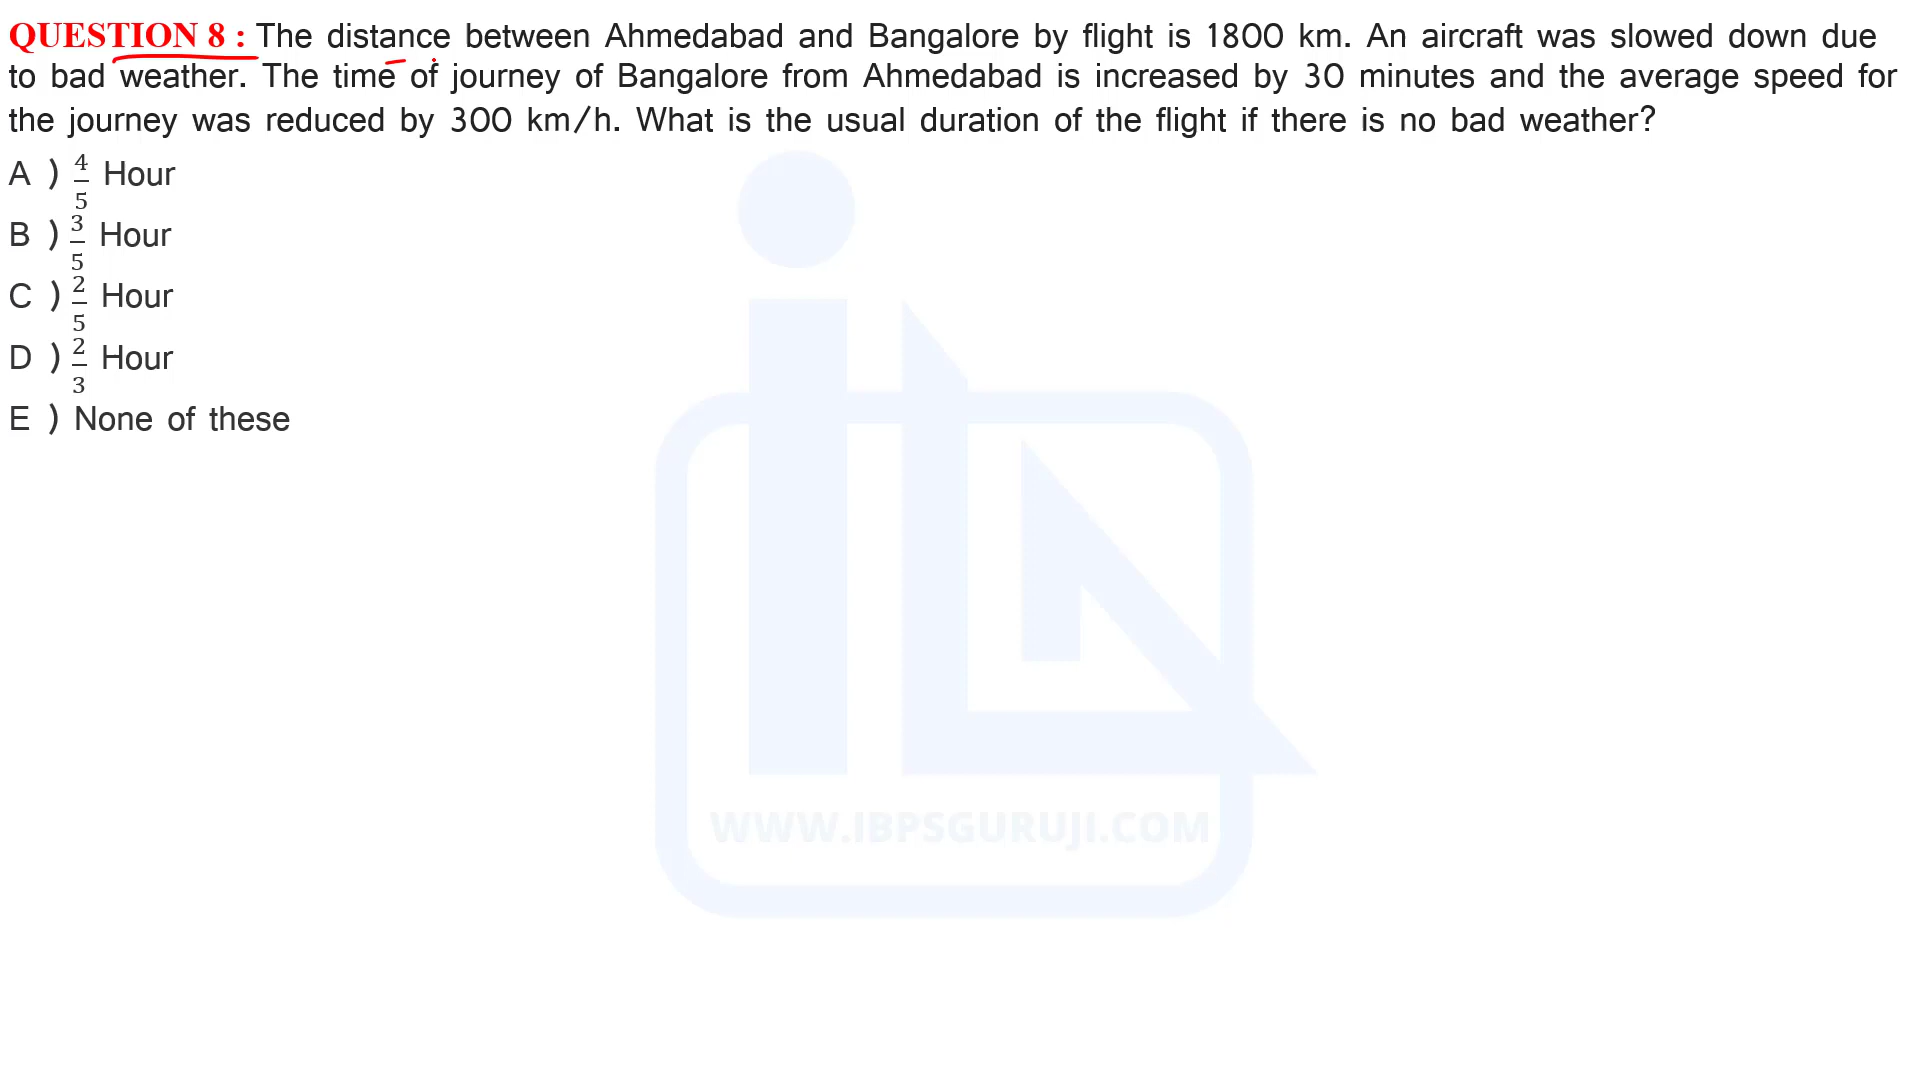 QUESTION 8 : The distance between Ahmedabad and Bangalore by flight is 1800 km. An aircraft was slowed down due
to bad weather. The time of journey of Bangalore from Ahmedabad is increased by 30 minutes and the average speed for
the journey was reduced by 300 km/h. What is the usual duration of the flight if there is no bad weather?
A ) 4/5 Hour
B ) 3/5 Hour
C ) 2/5 Hour
D ) 2/3 Hour
E ) None of these
WWW.IBPSGURUJI.COM